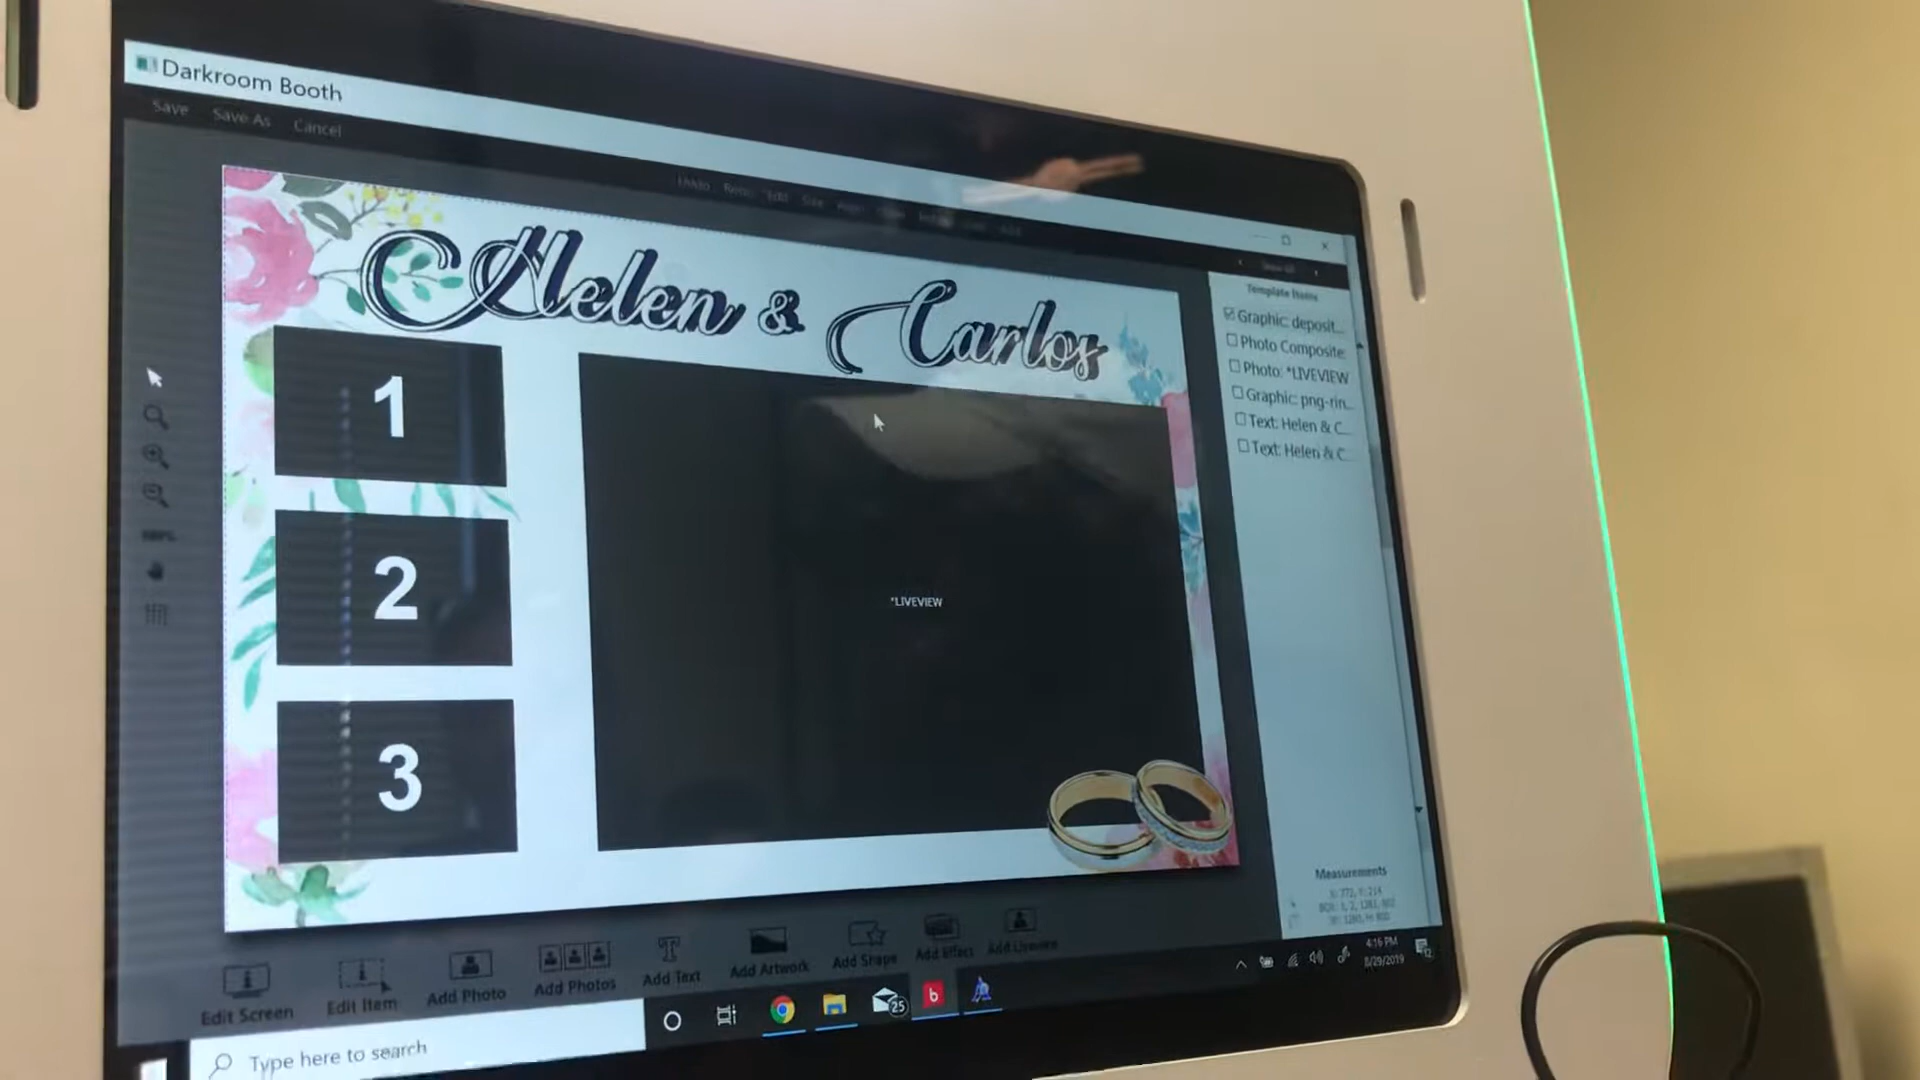 Darkroom Booth
Save Save As Cancel
Helen & Carlos
1
2
3
*LIVEVIEW
Template Items
Graphic: deposit...
Photo Composite:
Photo: *LIVEVIEW
Graphic: png-rin...
Text: Helen & C...
Text: Helen & C...
Measurements
Edit Screen
Edit Item
Add Photo
Add Photos
Add Text
Add Artwork
Add Shape
Add Effect
Add Liveview
Type here to search
25
4:16 PM
8/29/2019